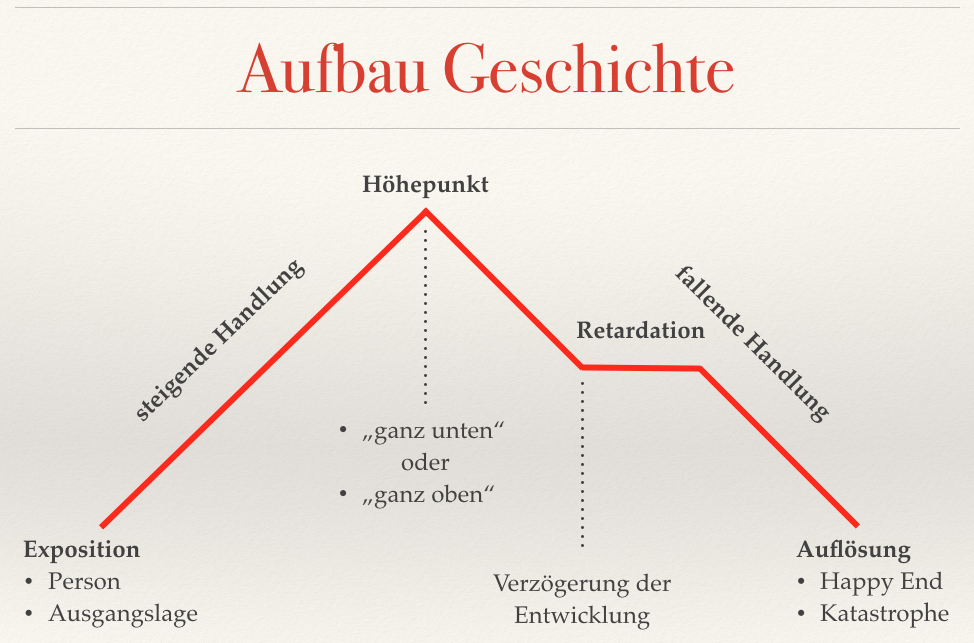 Aufbau Geschichte
Höhepunkt
steigende Handlung
fallende Handlung
Retardation
• „ganz unten“
oder
• „ganz oben“
Exposition
• Person
• Ausgangslage
Verzögerung der
Entwicklung
Auflösung
• Happy End
• Katastrophe